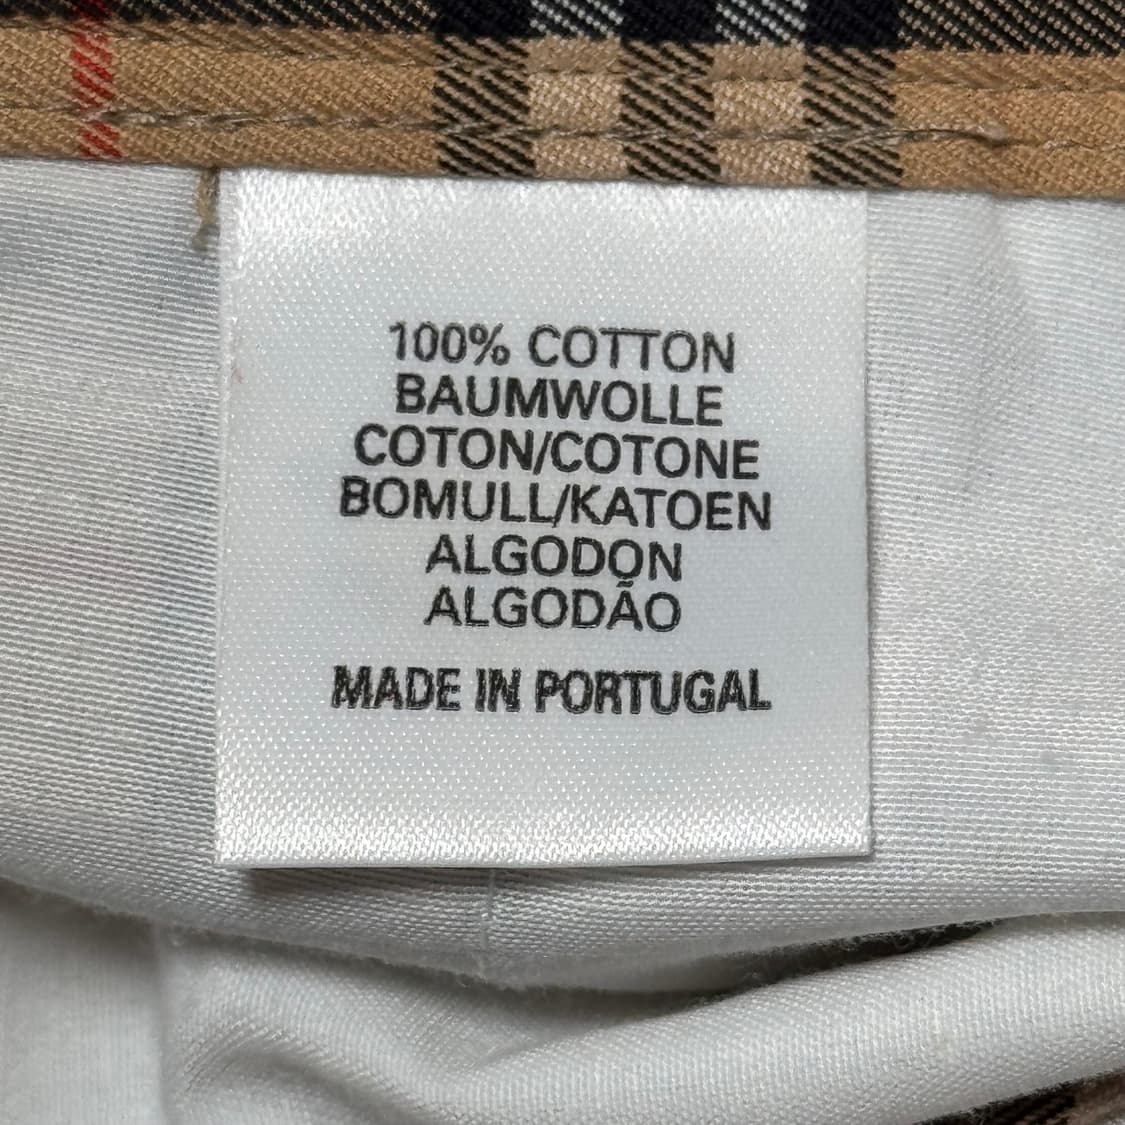 100% COTTON
BAUMWOLLE
COTON/COTONE
BOMULL/KATOEN
ALGODON
ALGODÃO
MADE IN PORTUGAL